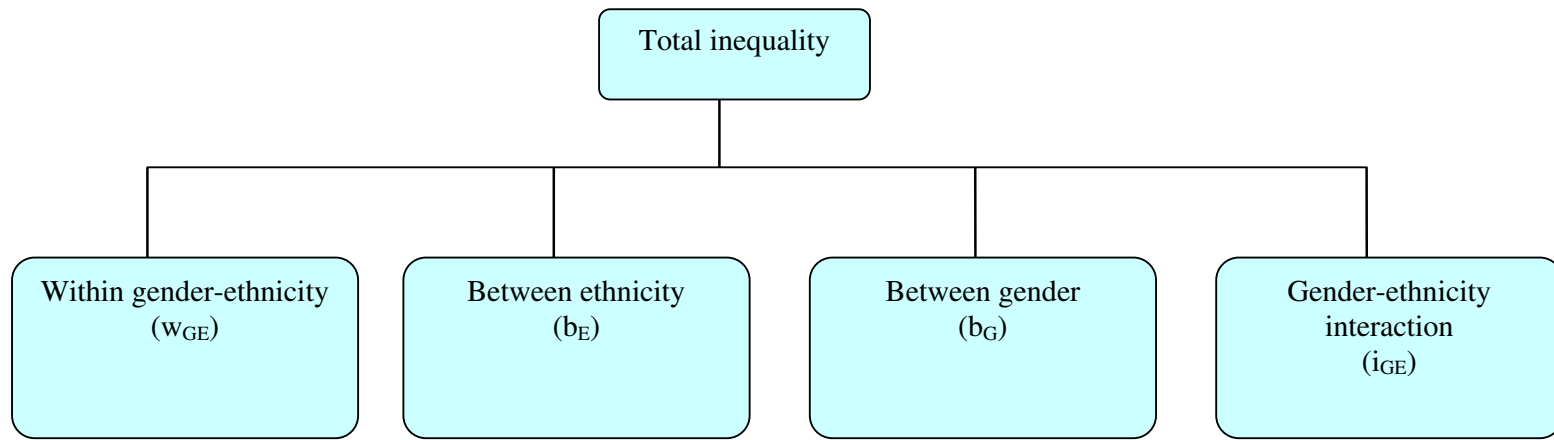 Total inequality
Within gender-ethnicity
(wGE)
Between ethnicity
(bE)
Between gender
(bG)
Gender-ethnicity
interaction
(iGE)